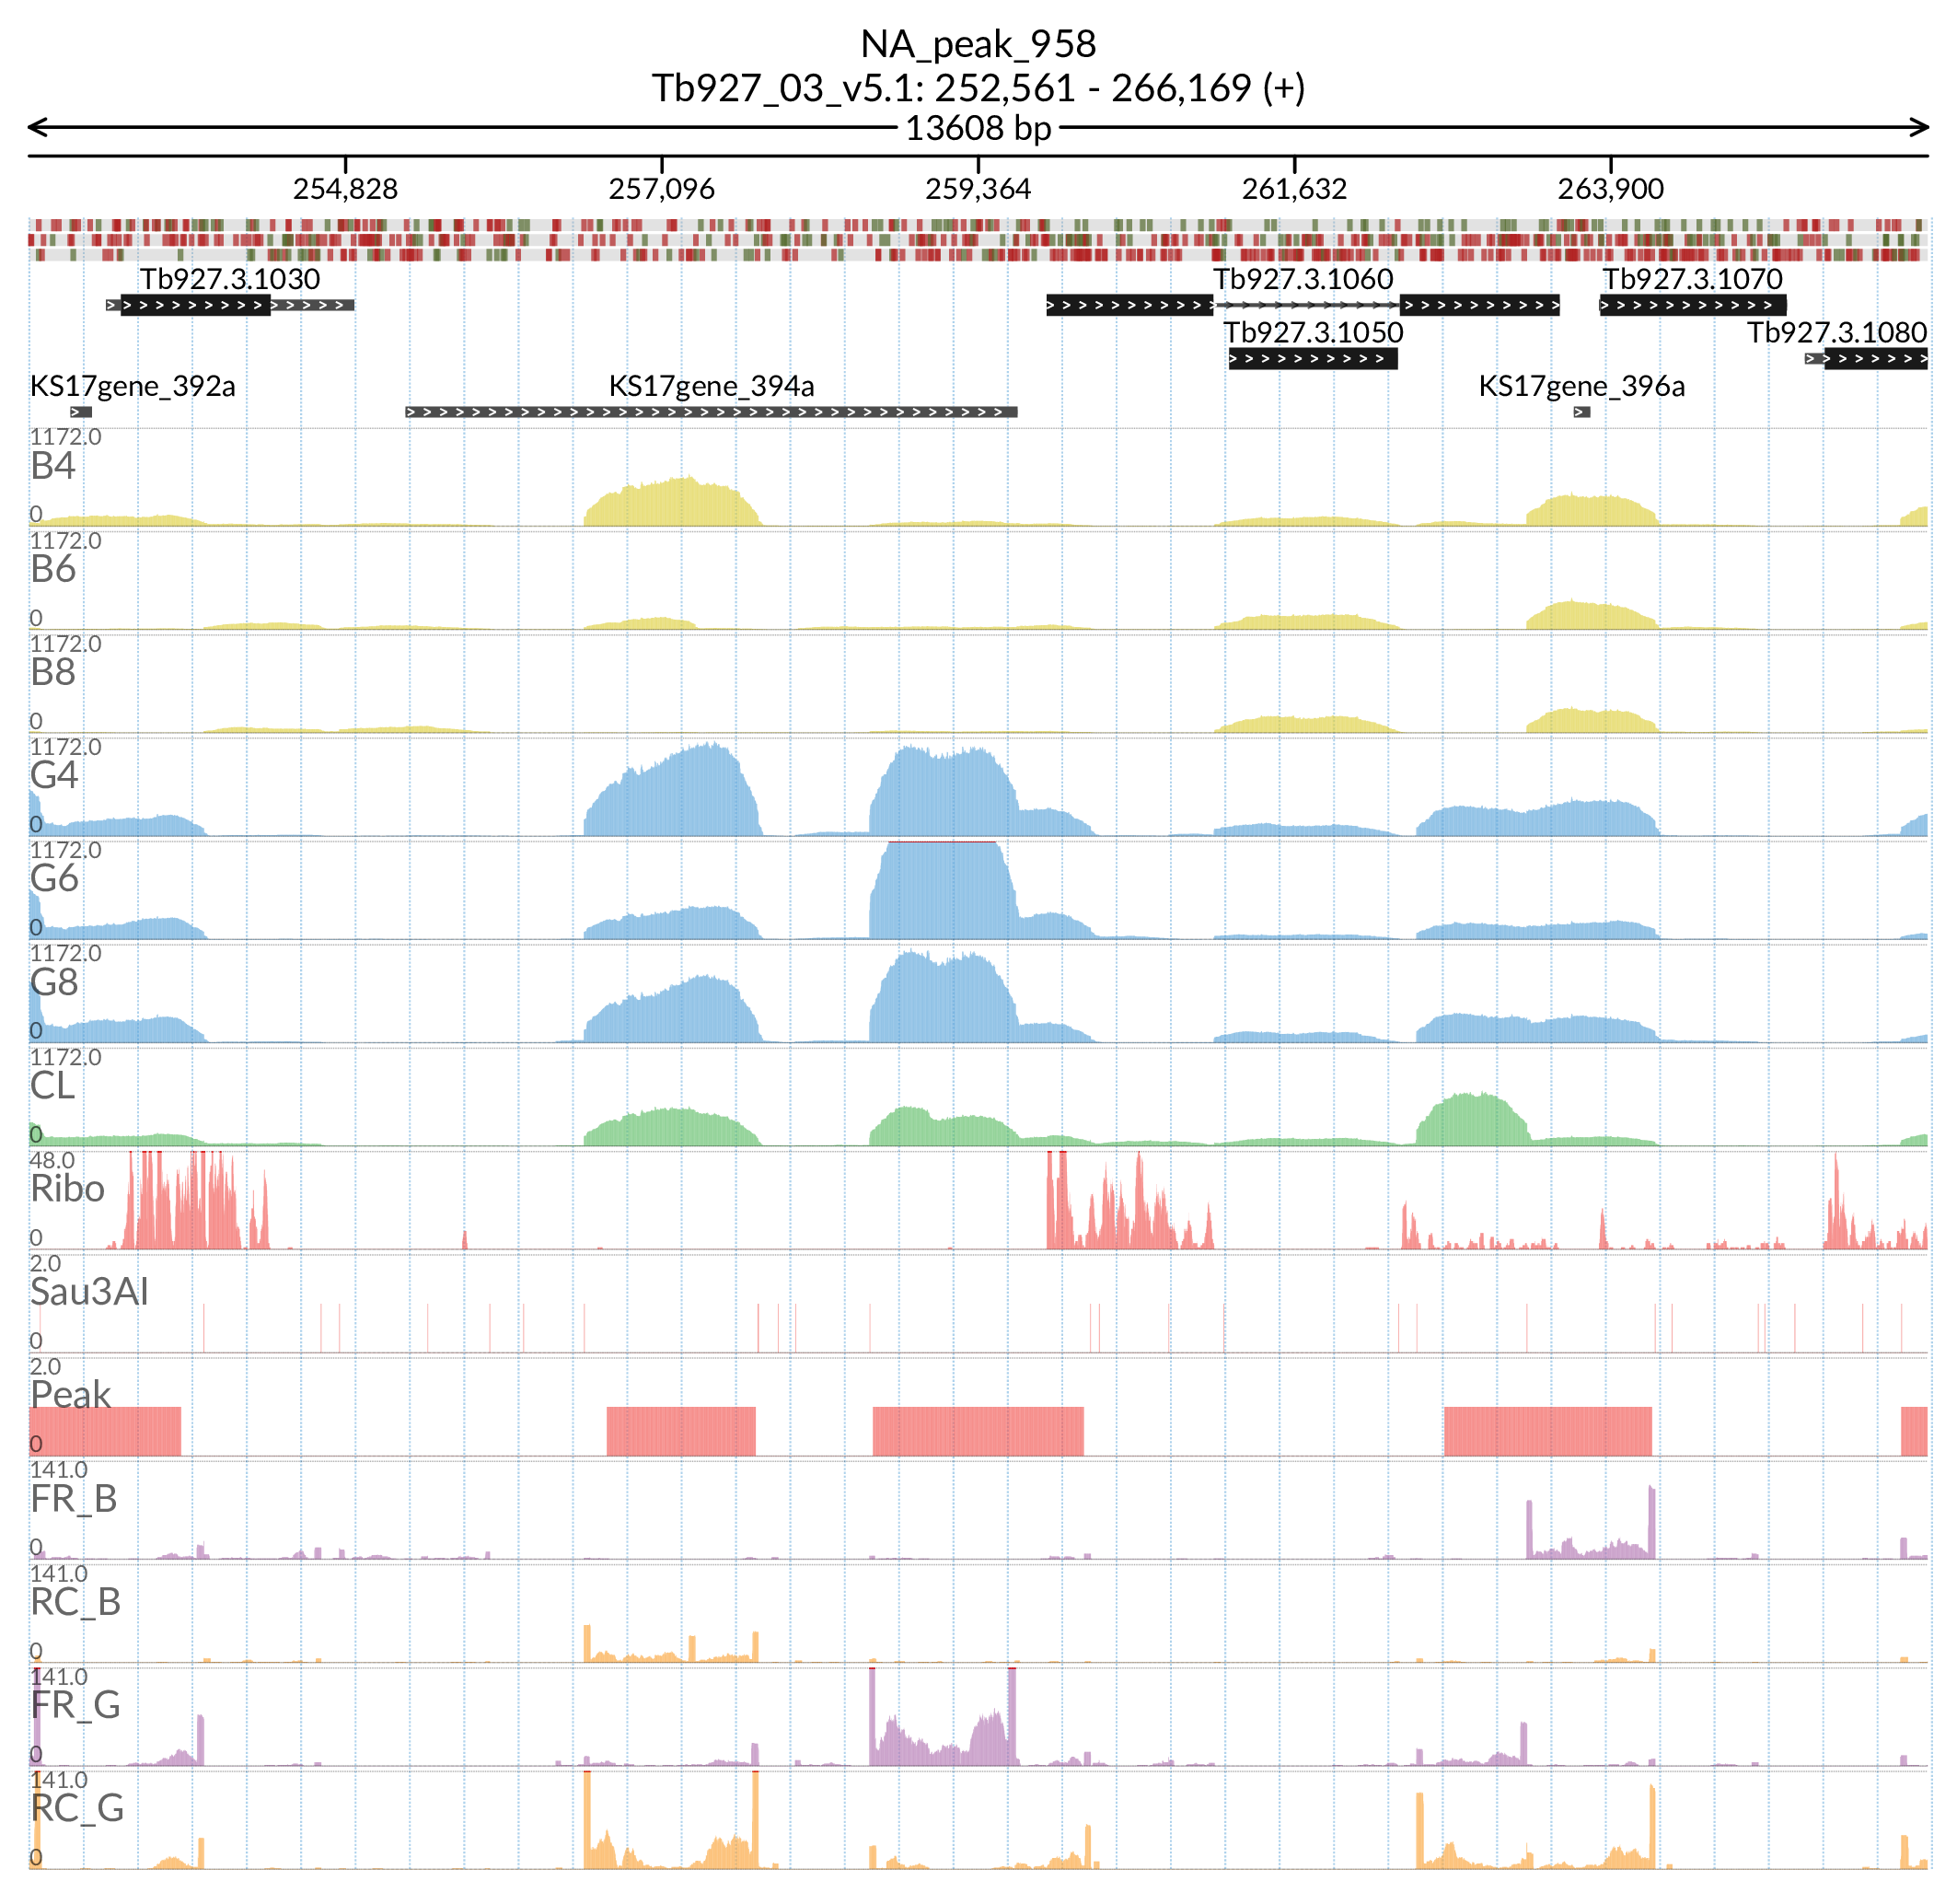 NA_peak_958
Tb927_03_v5.1: 252,561 - 266,169 (+)
13608 bp
254,828 257,096 259,364 261,632 263,900
Tb927.3.1030 Tb927.3.1060 Tb927.3.1070
Tb927.3.1050 Tb927.3.1080
KS17gene_392a KS17gene_394a KS17gene_396a
1172.0
B4
0
1172.0
B6
0
1172.0
B8
0
1172.0
G4
0
1172.0
G6
0
1172.0
G8
0
1172.0
CL
0
48.0
Ribo
0
2.0
Sau3AI
0
2.0
Peak
0
141.0
FR_B
0
141.0
RC_B
0
141.0
FR_G
0
141.0
RC_G
0